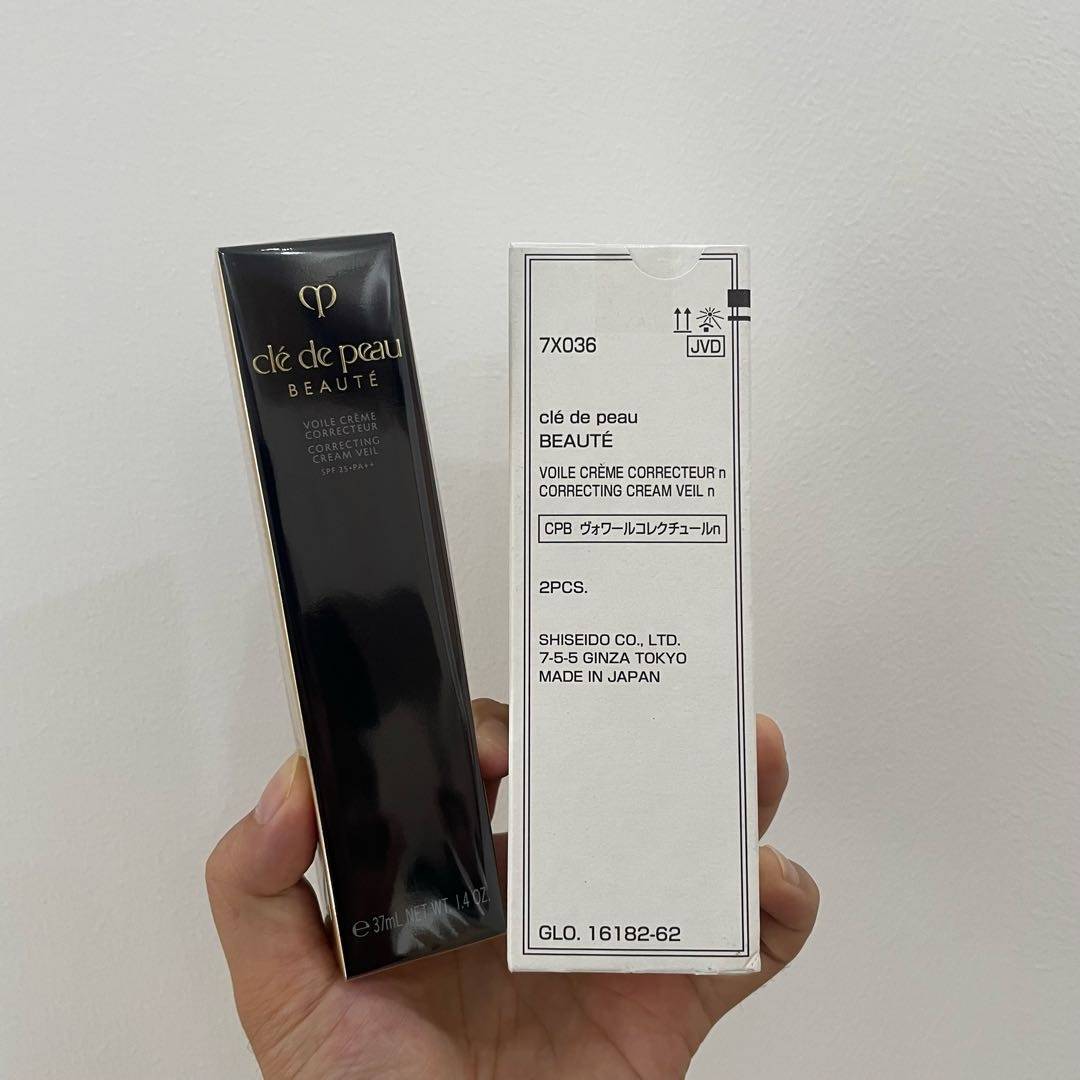 clé de peau
BEAUTÉ
VOILE CRÈME
CORRECTEUR
CORRECTING
CREAM VEIL
SPF 25•PA++
℮37mL NET WT. 1.4 OZ.
7X036
JVD
clé de peau
BEAUTÉ
VOILE CRÈME CORRECTEUR n
CORRECTING CREAM VEIL n
CPB ヴォワールコレクチュールn
2PCS.
SHISEIDO CO., LTD.
7-5-5 GINZA TOKYO
MADE IN JAPAN
GLO. 16182-62